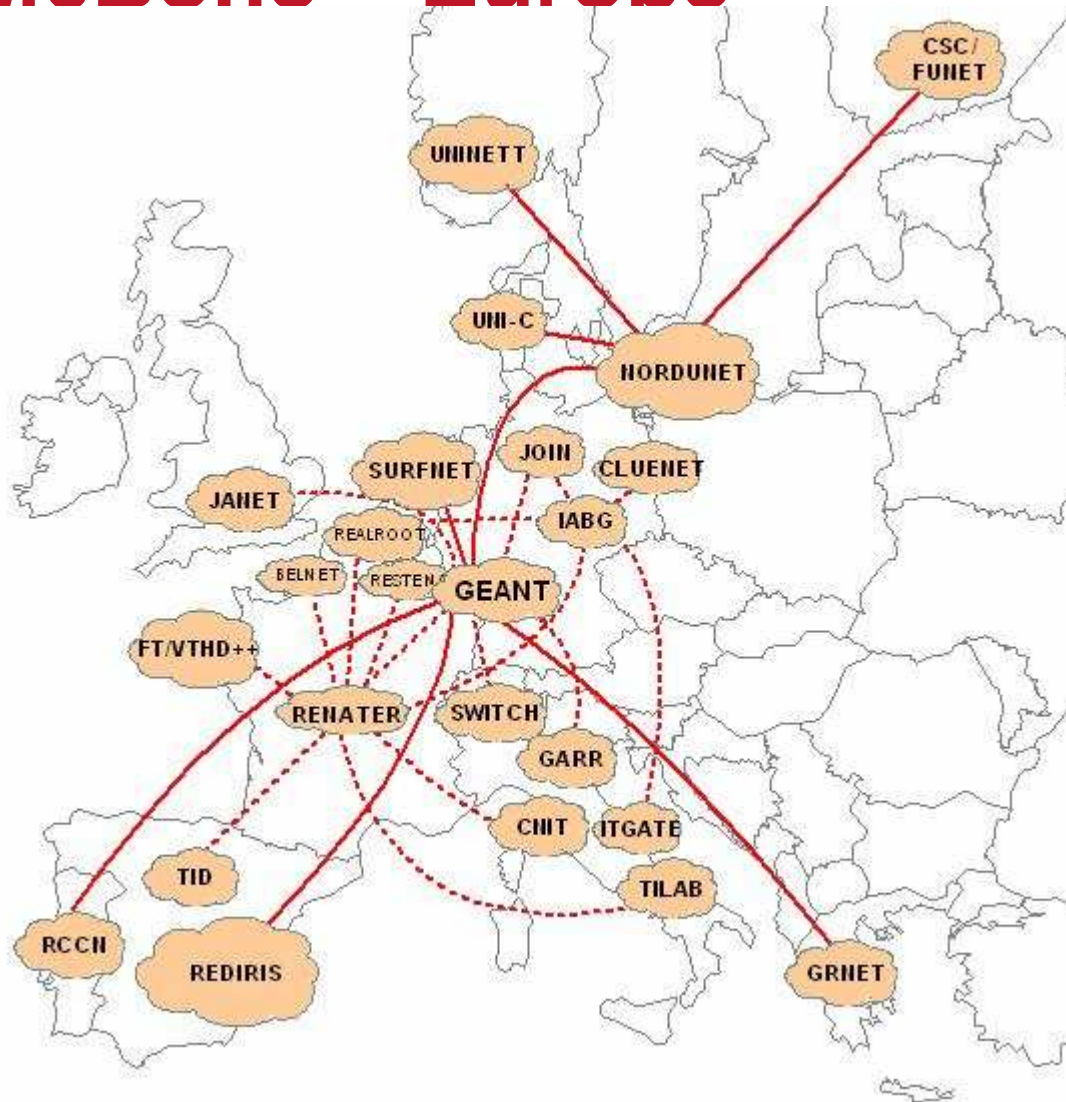 CSC/
FUNET
UNINETT
UNI-C
NORDUNET
JOIN
SURFNET
CLUENET
JANET
IABG
REALROOT
BELNET
RESTEN
GEANT
FT/VTHD++
RENATER
SWITCH
GARR
CNIT
ITGATE
TID
TILAB
RCCN
REDIRIS
GRNET